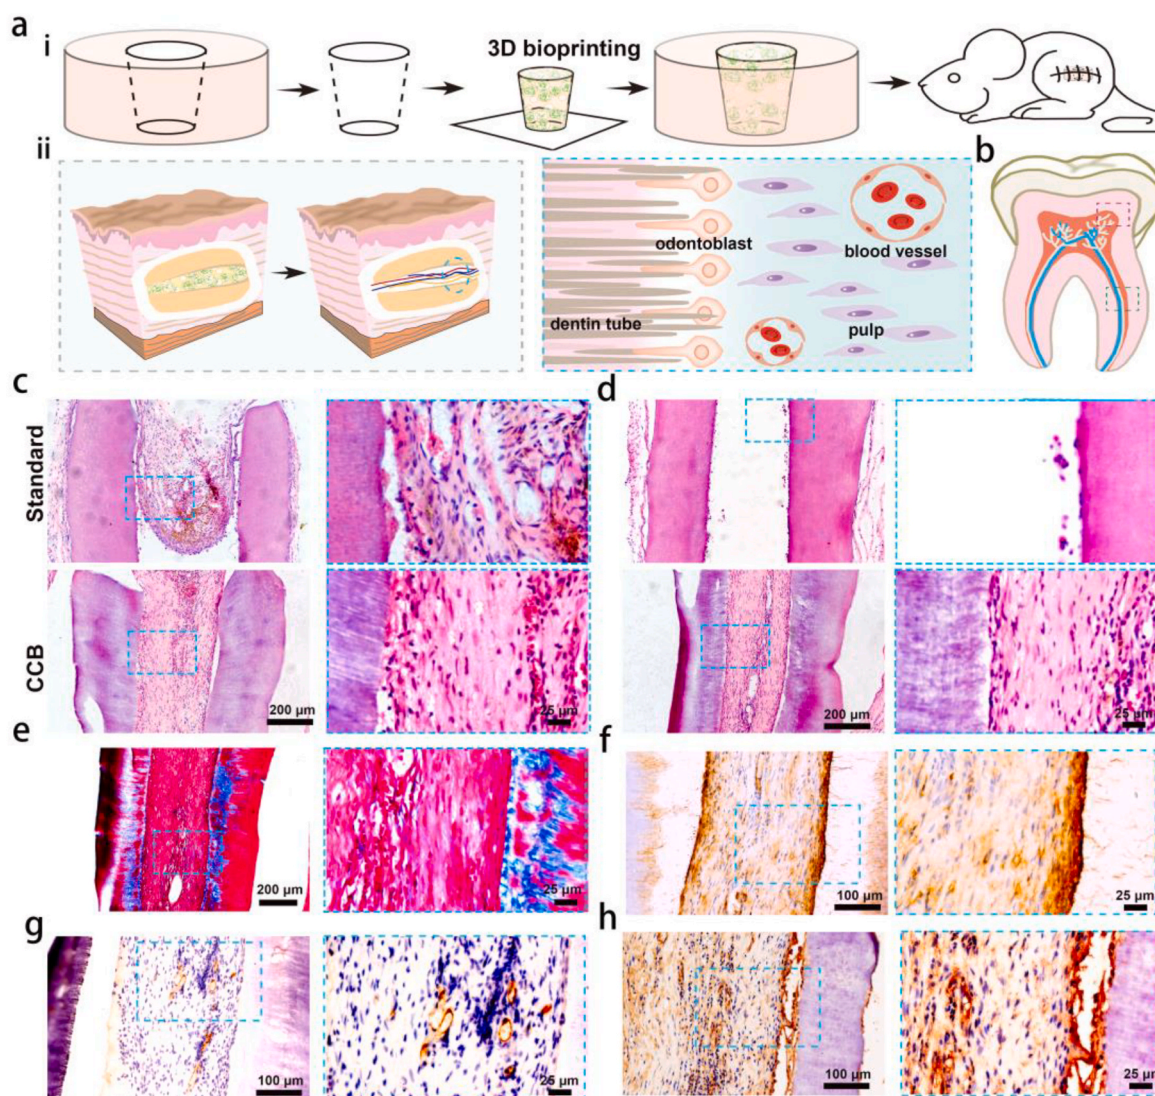 a
i
3D bioprinting
ii
b
odontoblast
blood vessel
dentin tube
pulp
c
d
Standard
CCB
200 μm
25 μm
200 μm
25 μm
e
f
200 μm
25 μm
100 μm
25 μm
g
h
100 μm
25 μm
100 μm
25 μm